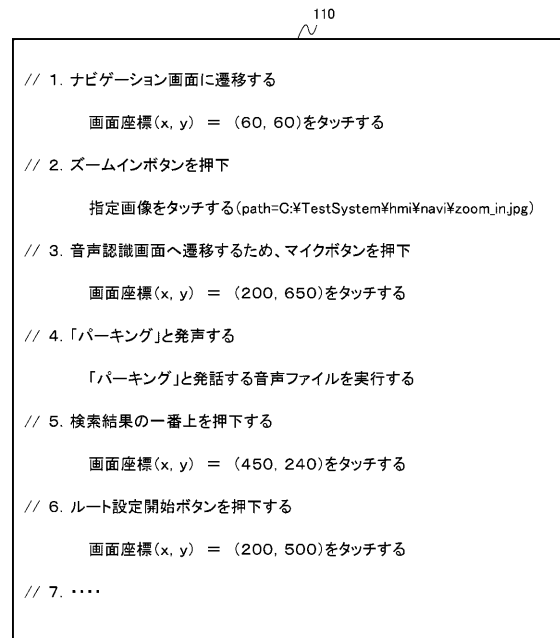 110
// 1. ナビゲーション画面に遷移する
画面座標(x, y) = (60, 60)をタッチする
// 2. ズームインボタンを押下
指定画像をタッチする(path=C:¥TestSystem¥hmi¥navi¥zoom_in.jpg)
// 3. 音声認識画面へ遷移するため、マイクボタンを押下
画面座標(x, y) = (200, 650)をタッチする
// 4. 「パーキング」と発声する
「パーキング」と発話する音声ファイルを実行する
// 5. 検索結果の一番上を押下する
画面座標(x, y) = (450, 240)をタッチする
// 6. ルート設定開始ボタンを押下する
画面座標(x, y) = (200, 500)をタッチする
// 7. ････